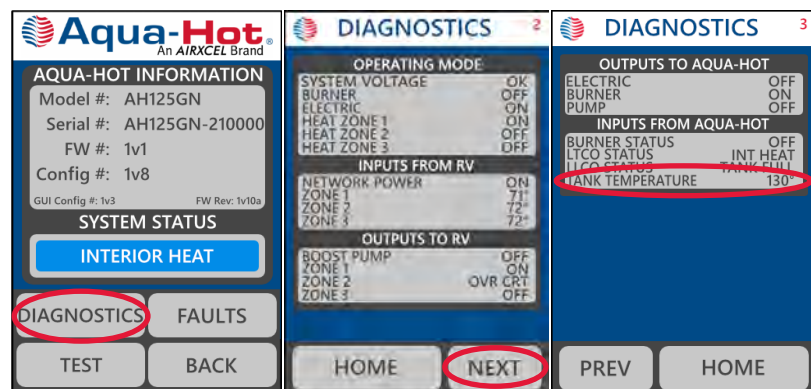 Aqua-Hot®
An AIRXCEL Brand
AQUA-HOT INFORMATION
Model #: AH125GN
Serial #: AH125GN-210000
FW #: 1v1
Config #: 1v8
GUI Config #: 1v3 FW Rev: 1v10a
SYSTEM STATUS
INTERIOR HEAT
DIAGNOSTICS FAULTS
TEST BACK
DIAGNOSTICS 2
OPERATING MODE
SYSTEM VOLTAGE OK
BURNER OFF
ELECTRIC ON
HEAT ZONE 1 ON
HEAT ZONE 2 OFF
HEAT ZONE 3 OFF
INPUTS FROM RV
NETWORK POWER ON
ZONE 1 71°
ZONE 2 72°
ZONE 3 72°
OUTPUTS TO RV
BOOST PUMP OFF
ZONE 1 ON
ZONE 2 OVR CRT
ZONE 3 OFF
HOME NEXT
DIAGNOSTICS 3
OUTPUTS TO AQUA-HOT
ELECTRIC OFF
BURNER ON
PUMP OFF
INPUTS FROM AQUA-HOT
BURNER STATUS OFF
LTCO STATUS INT HEAT
LLCO STATUS TANK FULL
TANK TEMPERATURE 130°
PREV HOME